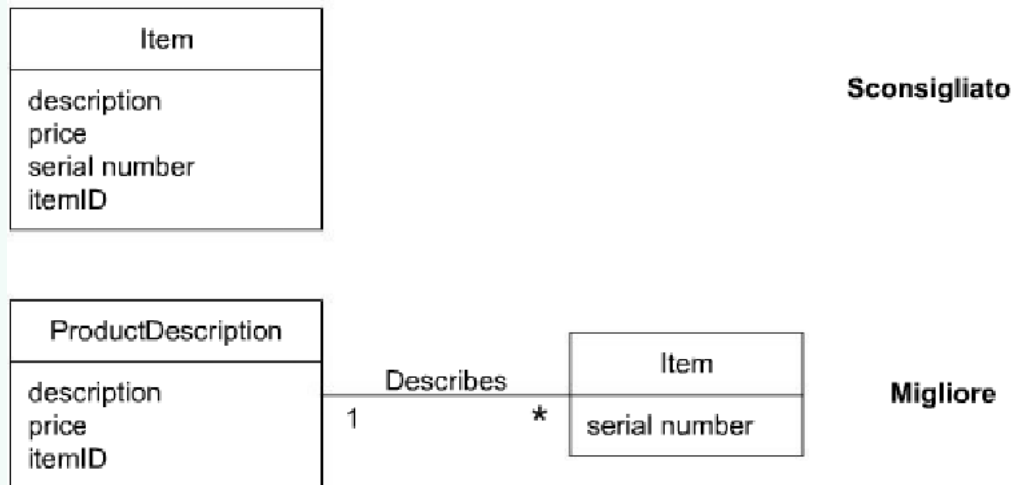 Item
description
price
serial number
itemID
Sconsigliato
ProductDescription
description
price
itemID
Describes
1
*
Item
serial number
Migliore